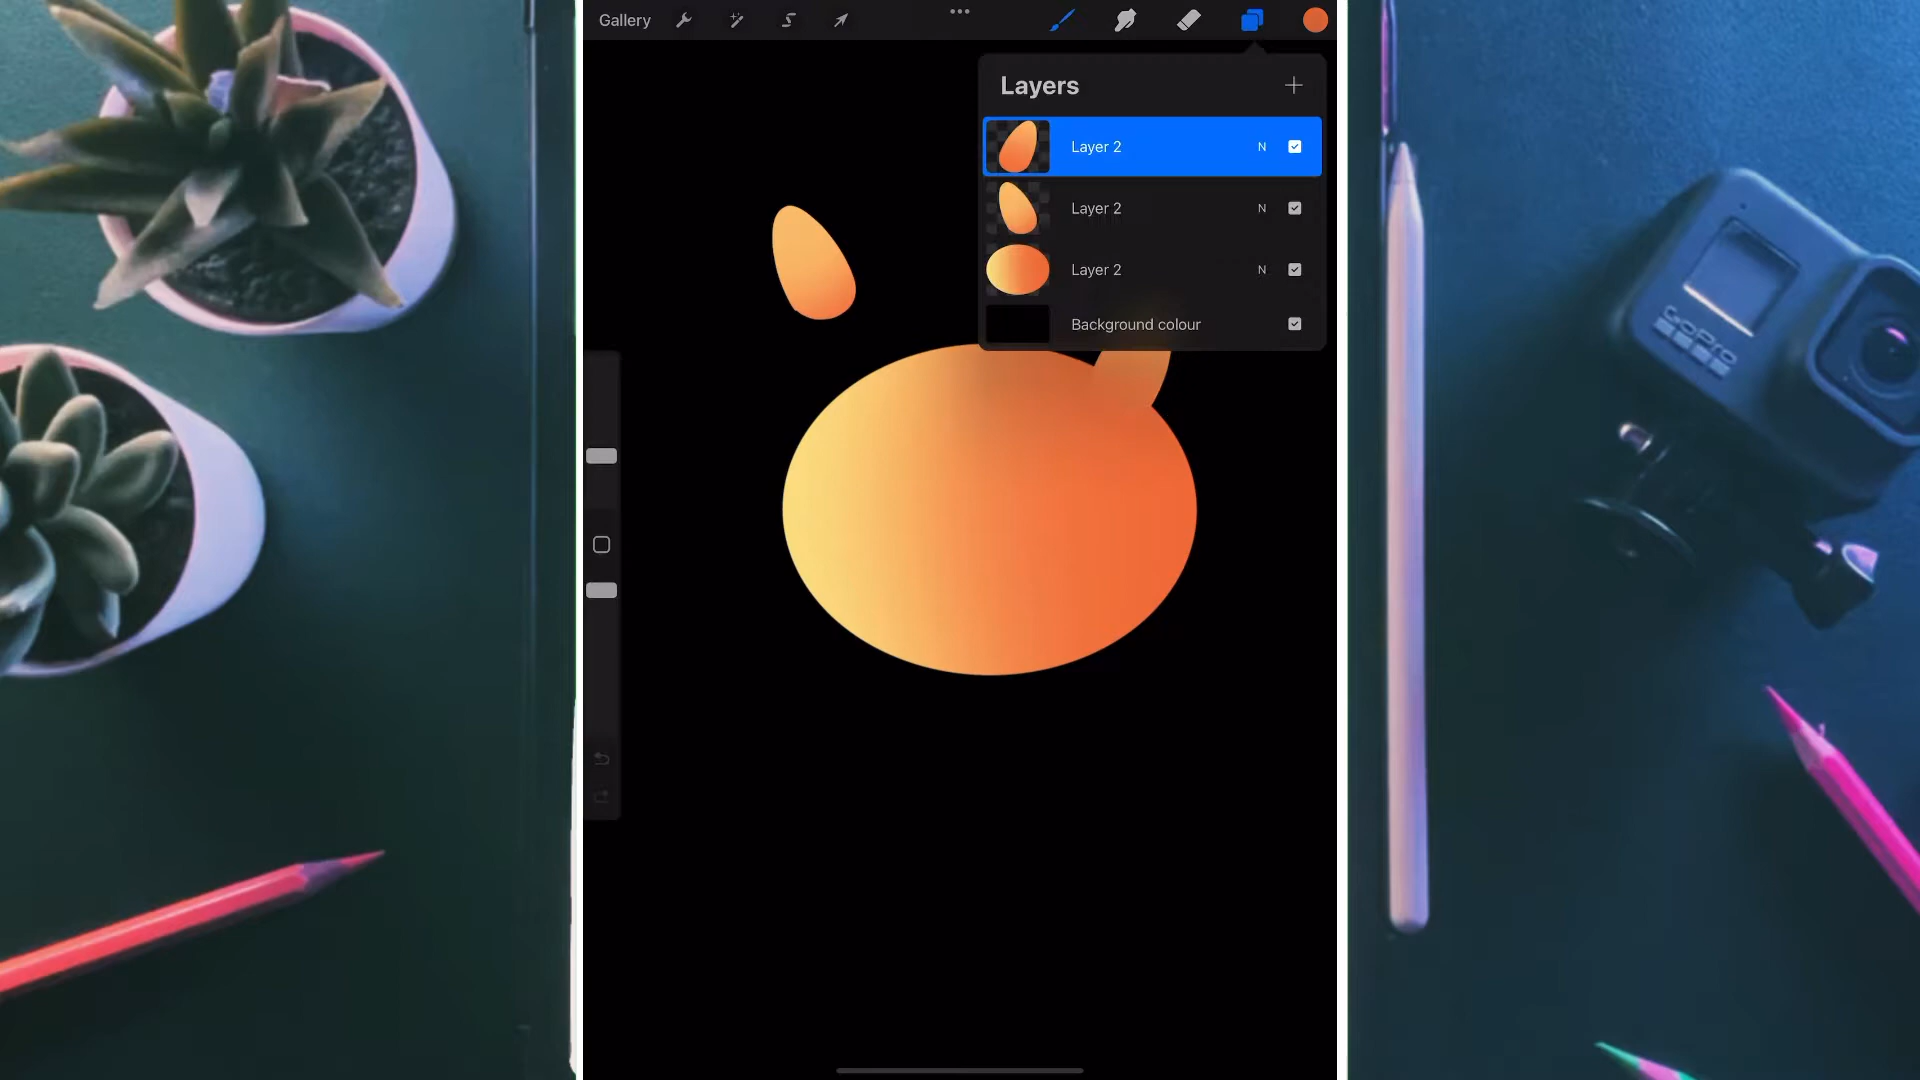 Gallery
Layers
Layer 2 N
Layer 2 N
Layer 2 N
Background colour
GoPro